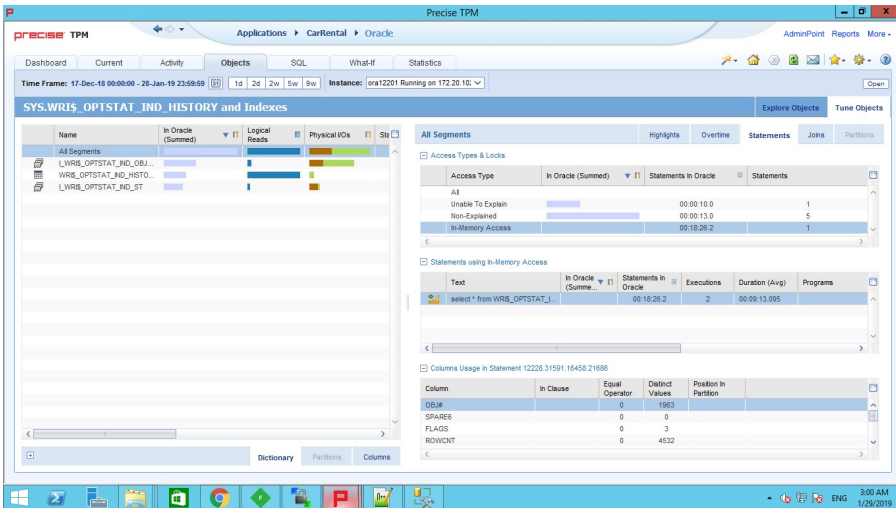 Precise TPM
precise TPM
Applications CarRental Oracle
AdminPoint Reports More
Dashboard Current Activity Objects SQL What-If Statistics
Time Frame: 17-Dec-18 00:00:00 - 28-Jan-19 23:59:59 1d 2d 2w 5w 9w Instance: ora12201 Running on 172.20.10: Open
SYS.WRI$_OPTSTAT_IND_HISTORY and Indexes
Explore Objects Tune Objects
Name In Oracle (Summed) Logical Reads Physical I/Os Sta
All Segments
I_WRI$_OPTSTAT_IND_OBJ...
WRI$_OPTSTAT_IND_HISTO...
I_WRI$_OPTSTAT_IND_ST
Dictionary Partitions Columns
All Segments Highlights Overtime Statements Joins Partitions
Access Types & Locks
Access Type In Oracle (Summed) Statements In Oracle Statements
All
Unable To Explain 00:00:10.0 1
Non-Explained 00:00:13.0 5
In-Memory Access 00:18:26.2 1
Statements using In-Memory Access
Text In Oracle (Summe... Statements In Oracle Executions Duration (Avg) Programs
select * from WRI$_OPTSTAT_I... 00:18:26.2 2 00:09:13.095
Columns Usage in Statement 12228.31591.16458.21686
Column In Clause Equal Operator Distinct Values Position In Partition
OBJ# 0 1963
SPARE6 0 0
FLAGS 0 3
ROWCNT 0 4532
ENG 3:00 AM
1/29/2019